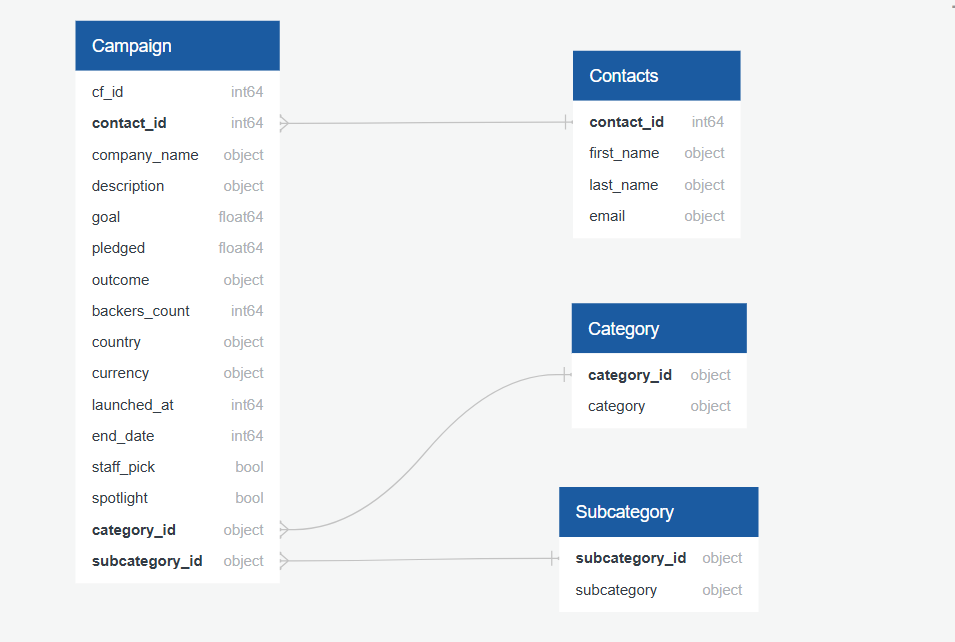 Campaign
cf_id int64
contact_id int64
company_name object
description object
goal float64
pledged float64
outcome object
backers_count int64
country object
currency object
launched_at int64
end_date int64
staff_pick bool
spotlight bool
category_id object
subcategory_id object
Contacts
contact_id int64
first_name object
last_name object
email object
Category
category_id object
category object
Subcategory
subcategory_id object
subcategory object